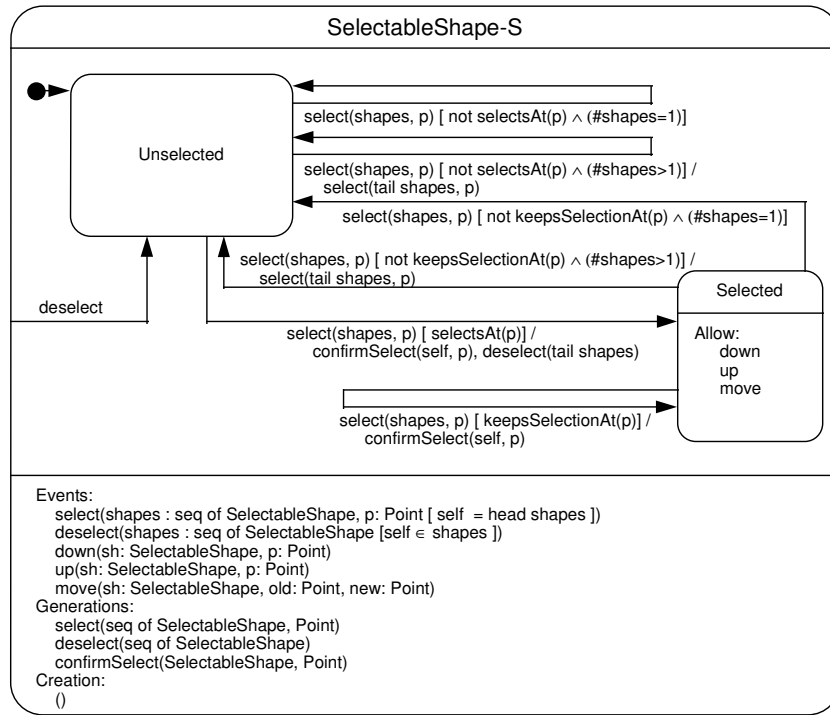 SelectableShape-S
select(shapes, p) [ not selectsAt(p) ∧ (#shapes=1)]
Unselected
select(shapes, p) [ not selectsAt(p) ∧ (#shapes>1)] /
select(tail shapes, p)
select(shapes, p) [ not keepsSelectionAt(p) ∧ (#shapes=1)]
select(shapes, p) [ not keepsSelectionAt(p) ∧ (#shapes>1)] /
select(tail shapes, p)
Selected
deselect
select(shapes, p) [ selectsAt(p)] /
confirmSelect(self, p), deselect(tail shapes)
Allow:
down
up
move
select(shapes, p) [ keepsSelectionAt(p)] /
confirmSelect(self, p)
Events:
select(shapes : seq of SelectableShape, p: Point [ self = head shapes ])
deselect(shapes : seq of SelectableShape [self ∈ shapes ])
down(sh: SelectableShape, p: Point)
up(sh: SelectableShape, p: Point)
move(sh: SelectableShape, old: Point, new: Point)
Generations:
select(seq of SelectableShape, Point)
deselect(seq of SelectableShape)
confirmSelect(SelectableShape, Point)
Creation:
()